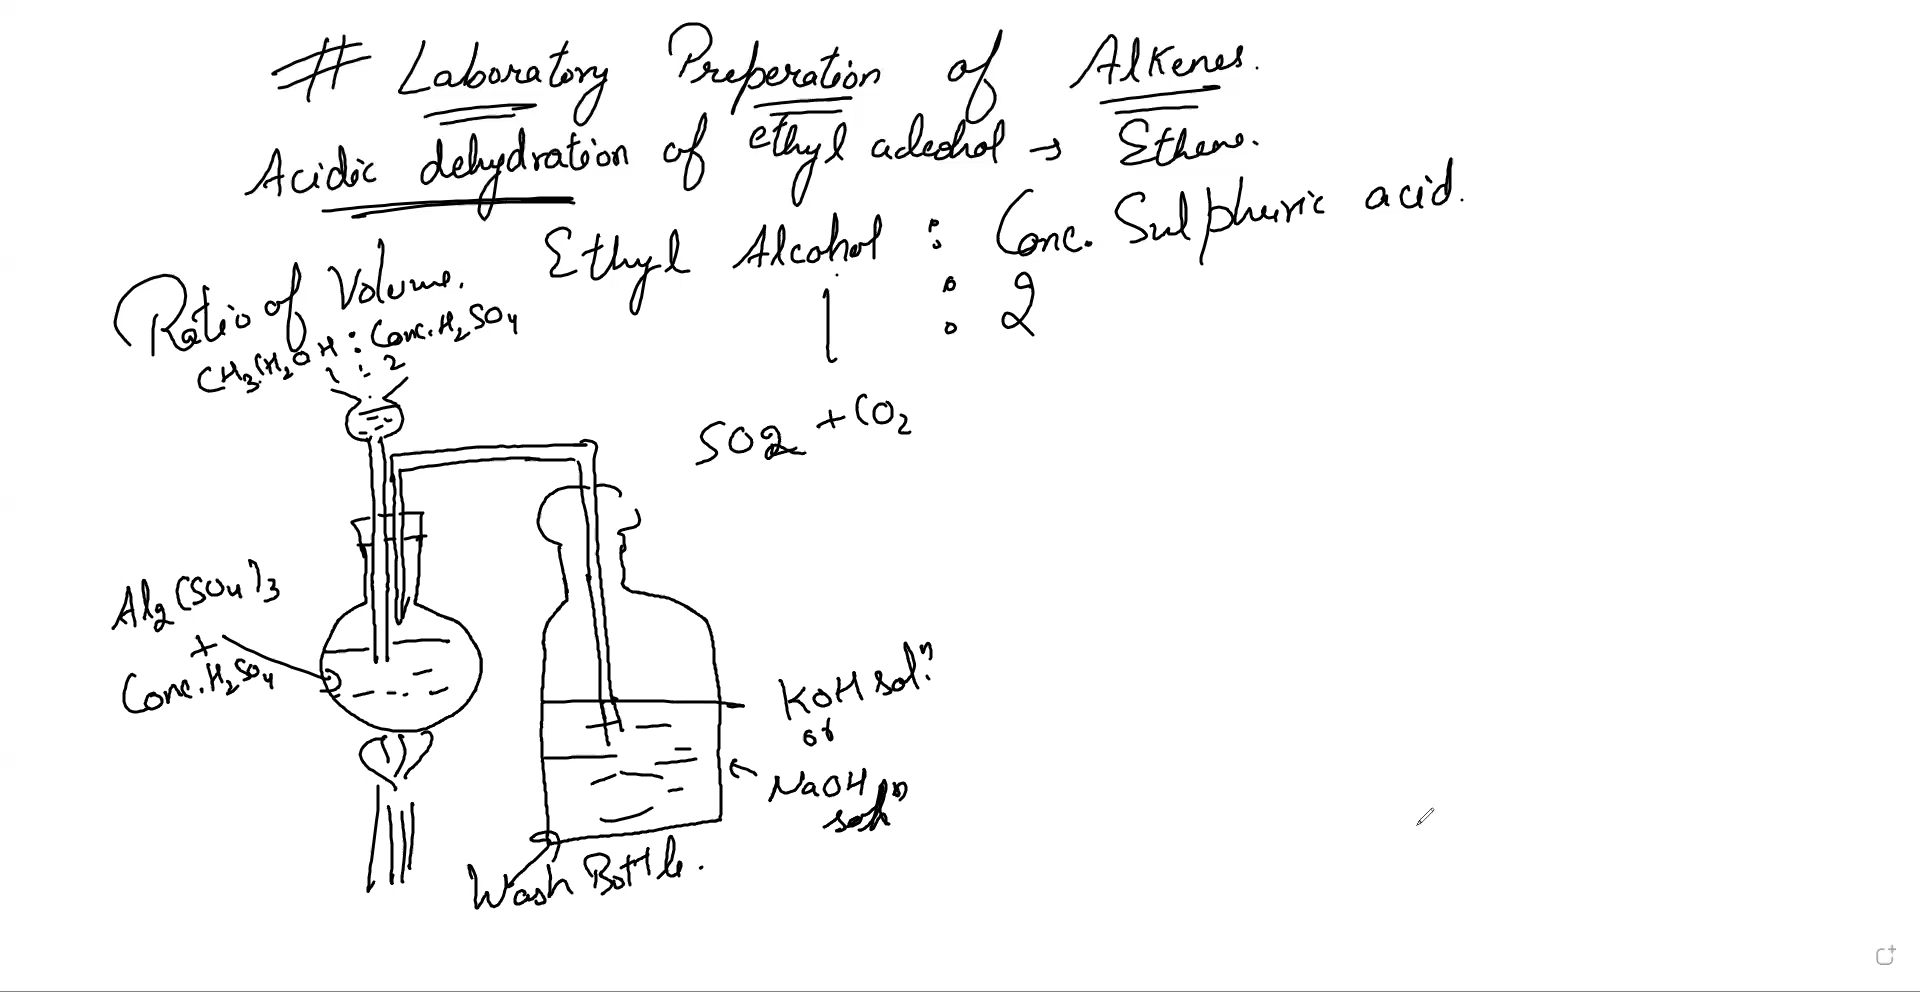 # Laboratory Preperation of Alkenes.
Acidic dehydration of ethyl alcohol → Ethene.
Ratio of Volume. Ethyl Alcohol : Conc. Sulphuric acid.
1 : 2
CH3.CH2OH : Conc. H2SO4
1 : 2
SO2 + CO2
Al2(SO4)3
+
Conc. H2SO4
KOH solⁿ.
or
NaOH
solⁿ
Wash Bottle.